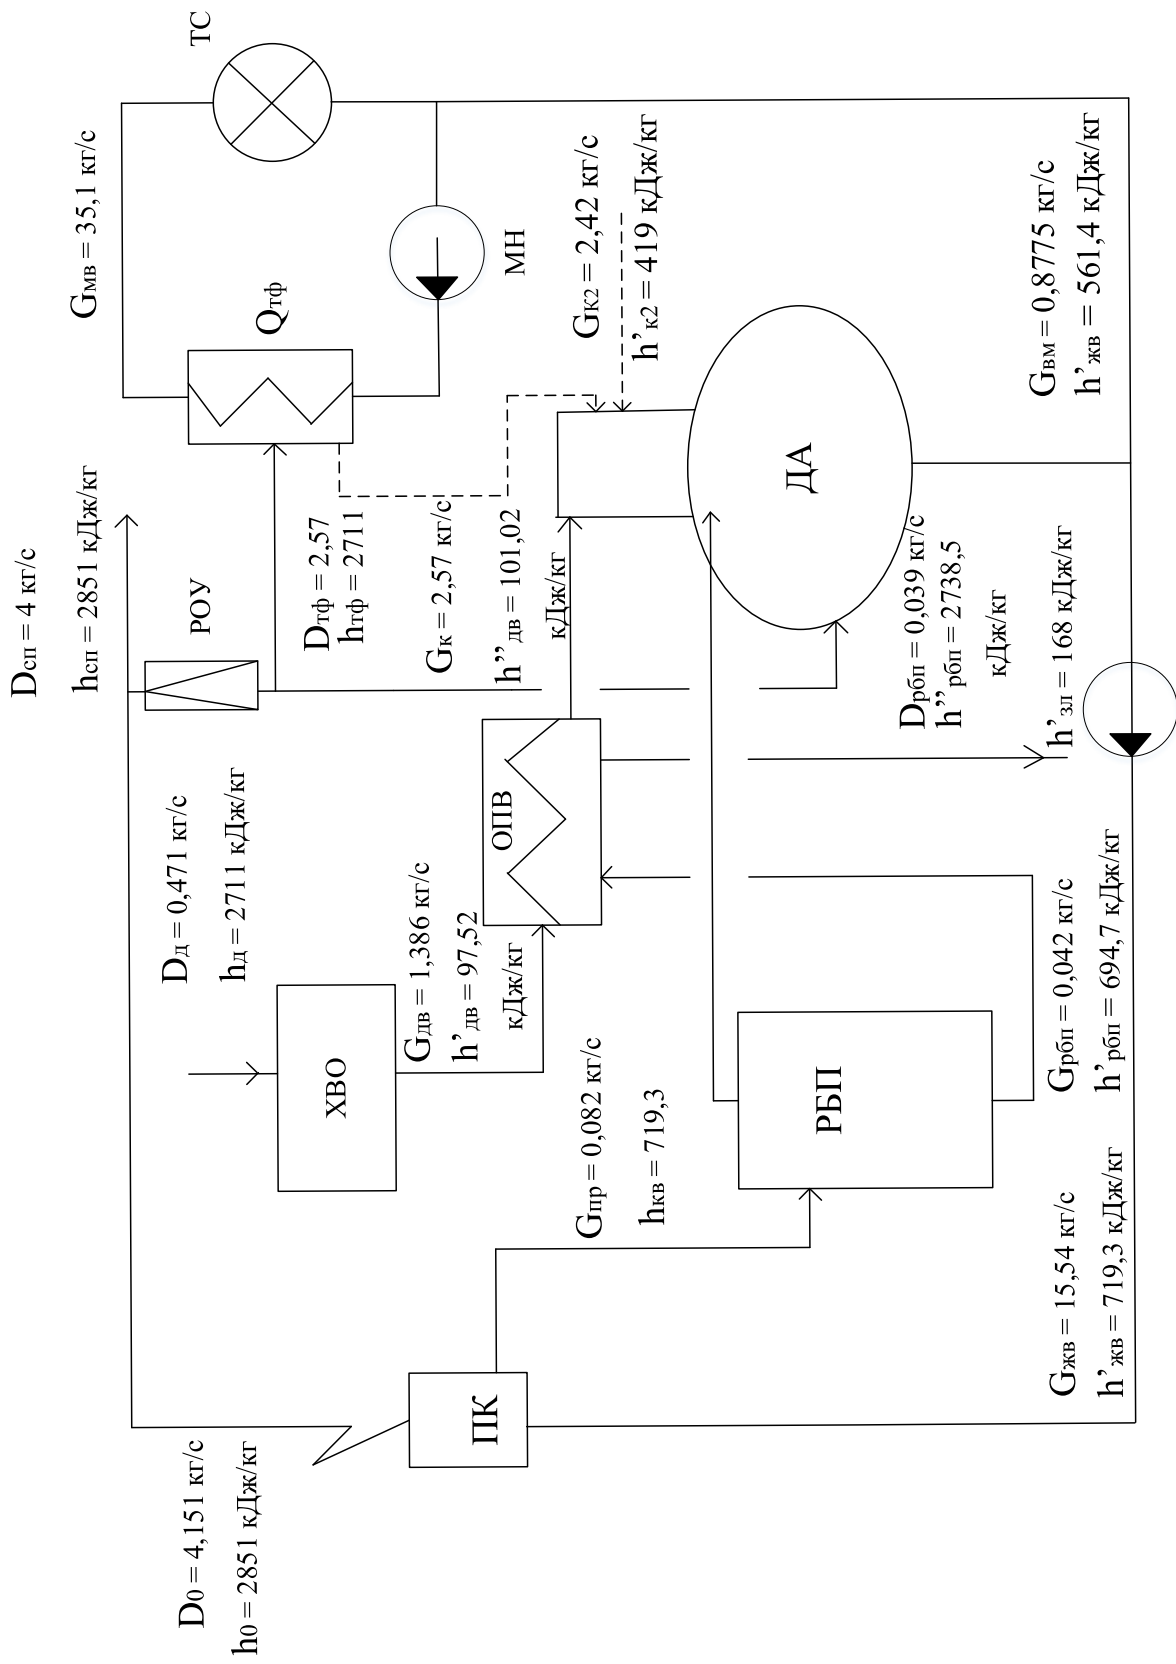 Dсп = 4 кг/с
hсп = 2851 кДж/кг
D0 = 4,151 кг/с
h0 = 2851 кДж/кг
Dд = 0,471 кг/с
hд = 2711 кДж/кг
РОУ
Gмв = 35,1 кг/с
ТС
Qтф
Dтф = 2,57
hтф = 2711
Gк = 2,57 кг/с
МН
ХВО
Gдв = 1,386 кг/с
h’дв = 97,52
кДж/кг
ОПВ
h’’дв = 101,02
кДж/кг
Gк2 = 2,42 кг/с
h’к2 = 419 кДж/кг
ПК
Gпр = 0,082 кг/с
hкв = 719,3
РБП
ДА
Dрбп = 0,039 кг/с
h’’рбп = 2738,5
кДж/кг
h’зл = 168 кДж/кг
Gжв = 15,54 кг/с
h’жв = 719,3 кДж/кг
Gрбп = 0,042 кг/с
h’рбп = 694,7 кДж/кг
Gвм = 0,8775 кг/с
h’жв = 561,4 кДж/кг